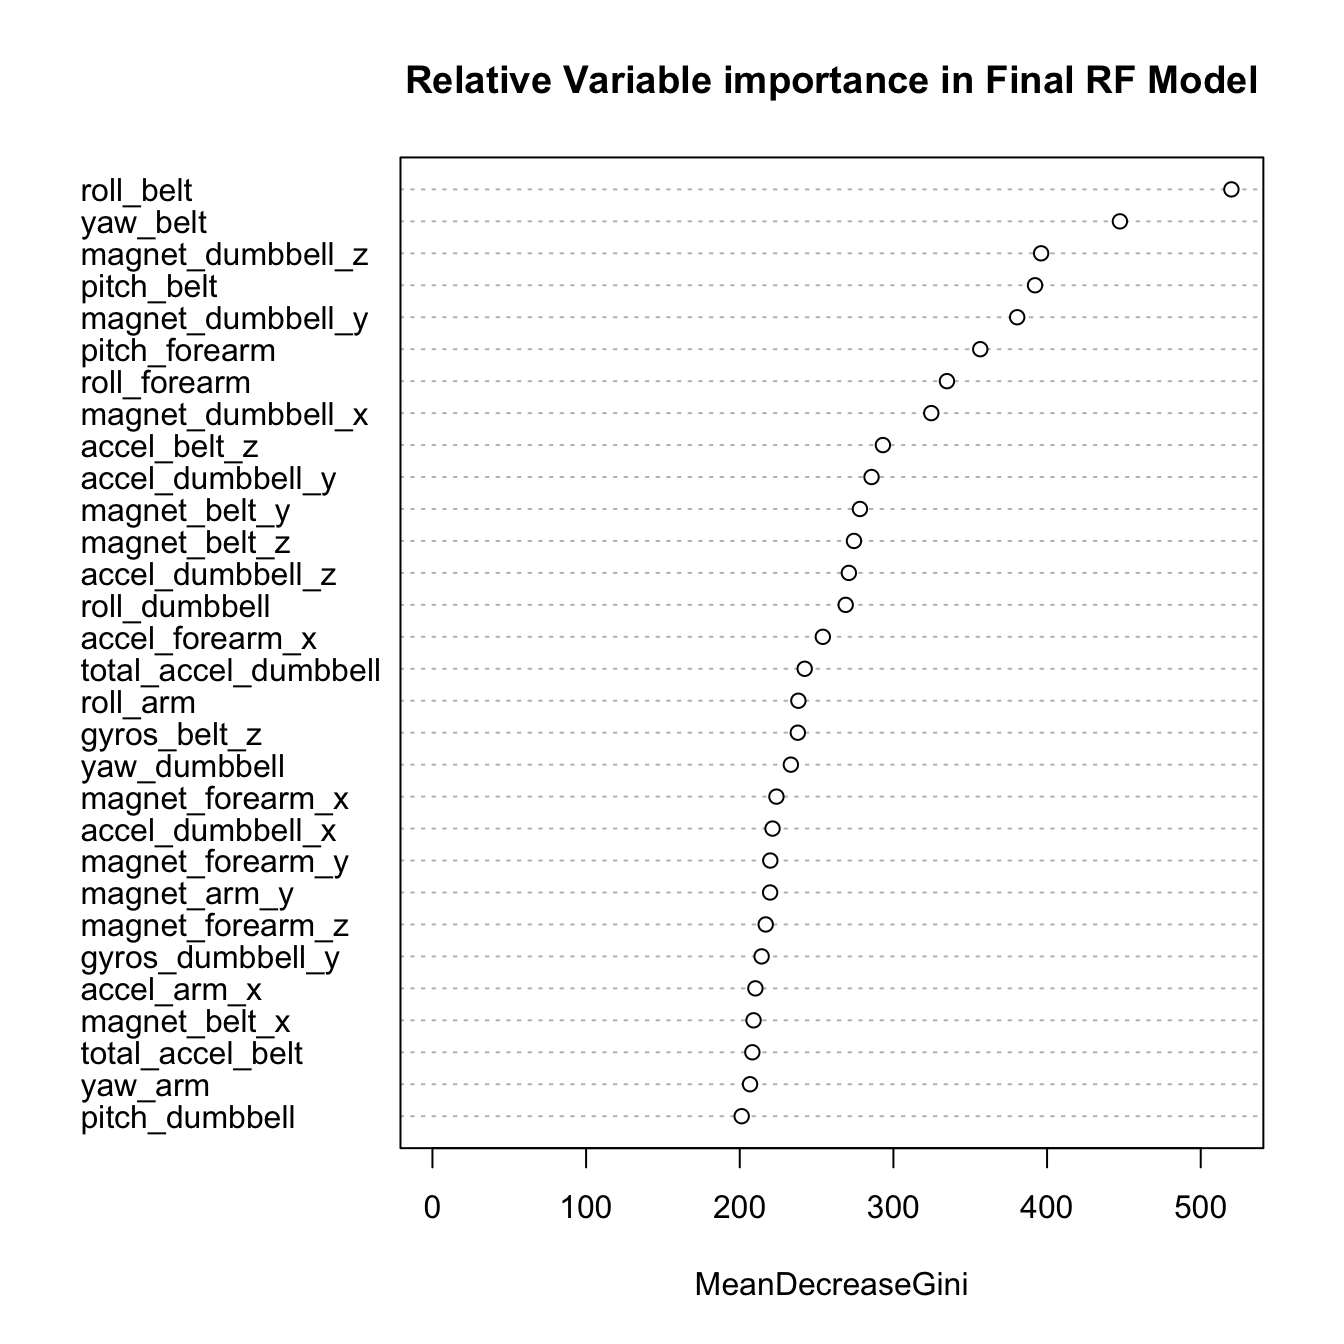 Relative Variable importance in Final RF Model
roll_belt
yaw_belt
magnet_dumbbell_z
pitch_belt
magnet_dumbbell_y
pitch_forearm
roll_forearm
magnet_dumbbell_x
accel_belt_z
accel_dumbbell_y
magnet_belt_y
magnet_belt_z
accel_dumbbell_z
roll_dumbbell
accel_forearm_x
total_accel_dumbbell
roll_arm
gyros_belt_z
yaw_dumbbell
magnet_forearm_x
accel_dumbbell_x
magnet_forearm_y
magnet_arm_y
magnet_forearm_z
gyros_dumbbell_y
accel_arm_x
magnet_belt_x
total_accel_belt
yaw_arm
pitch_dumbbell
0 100 200 300 400 500
MeanDecreaseGini